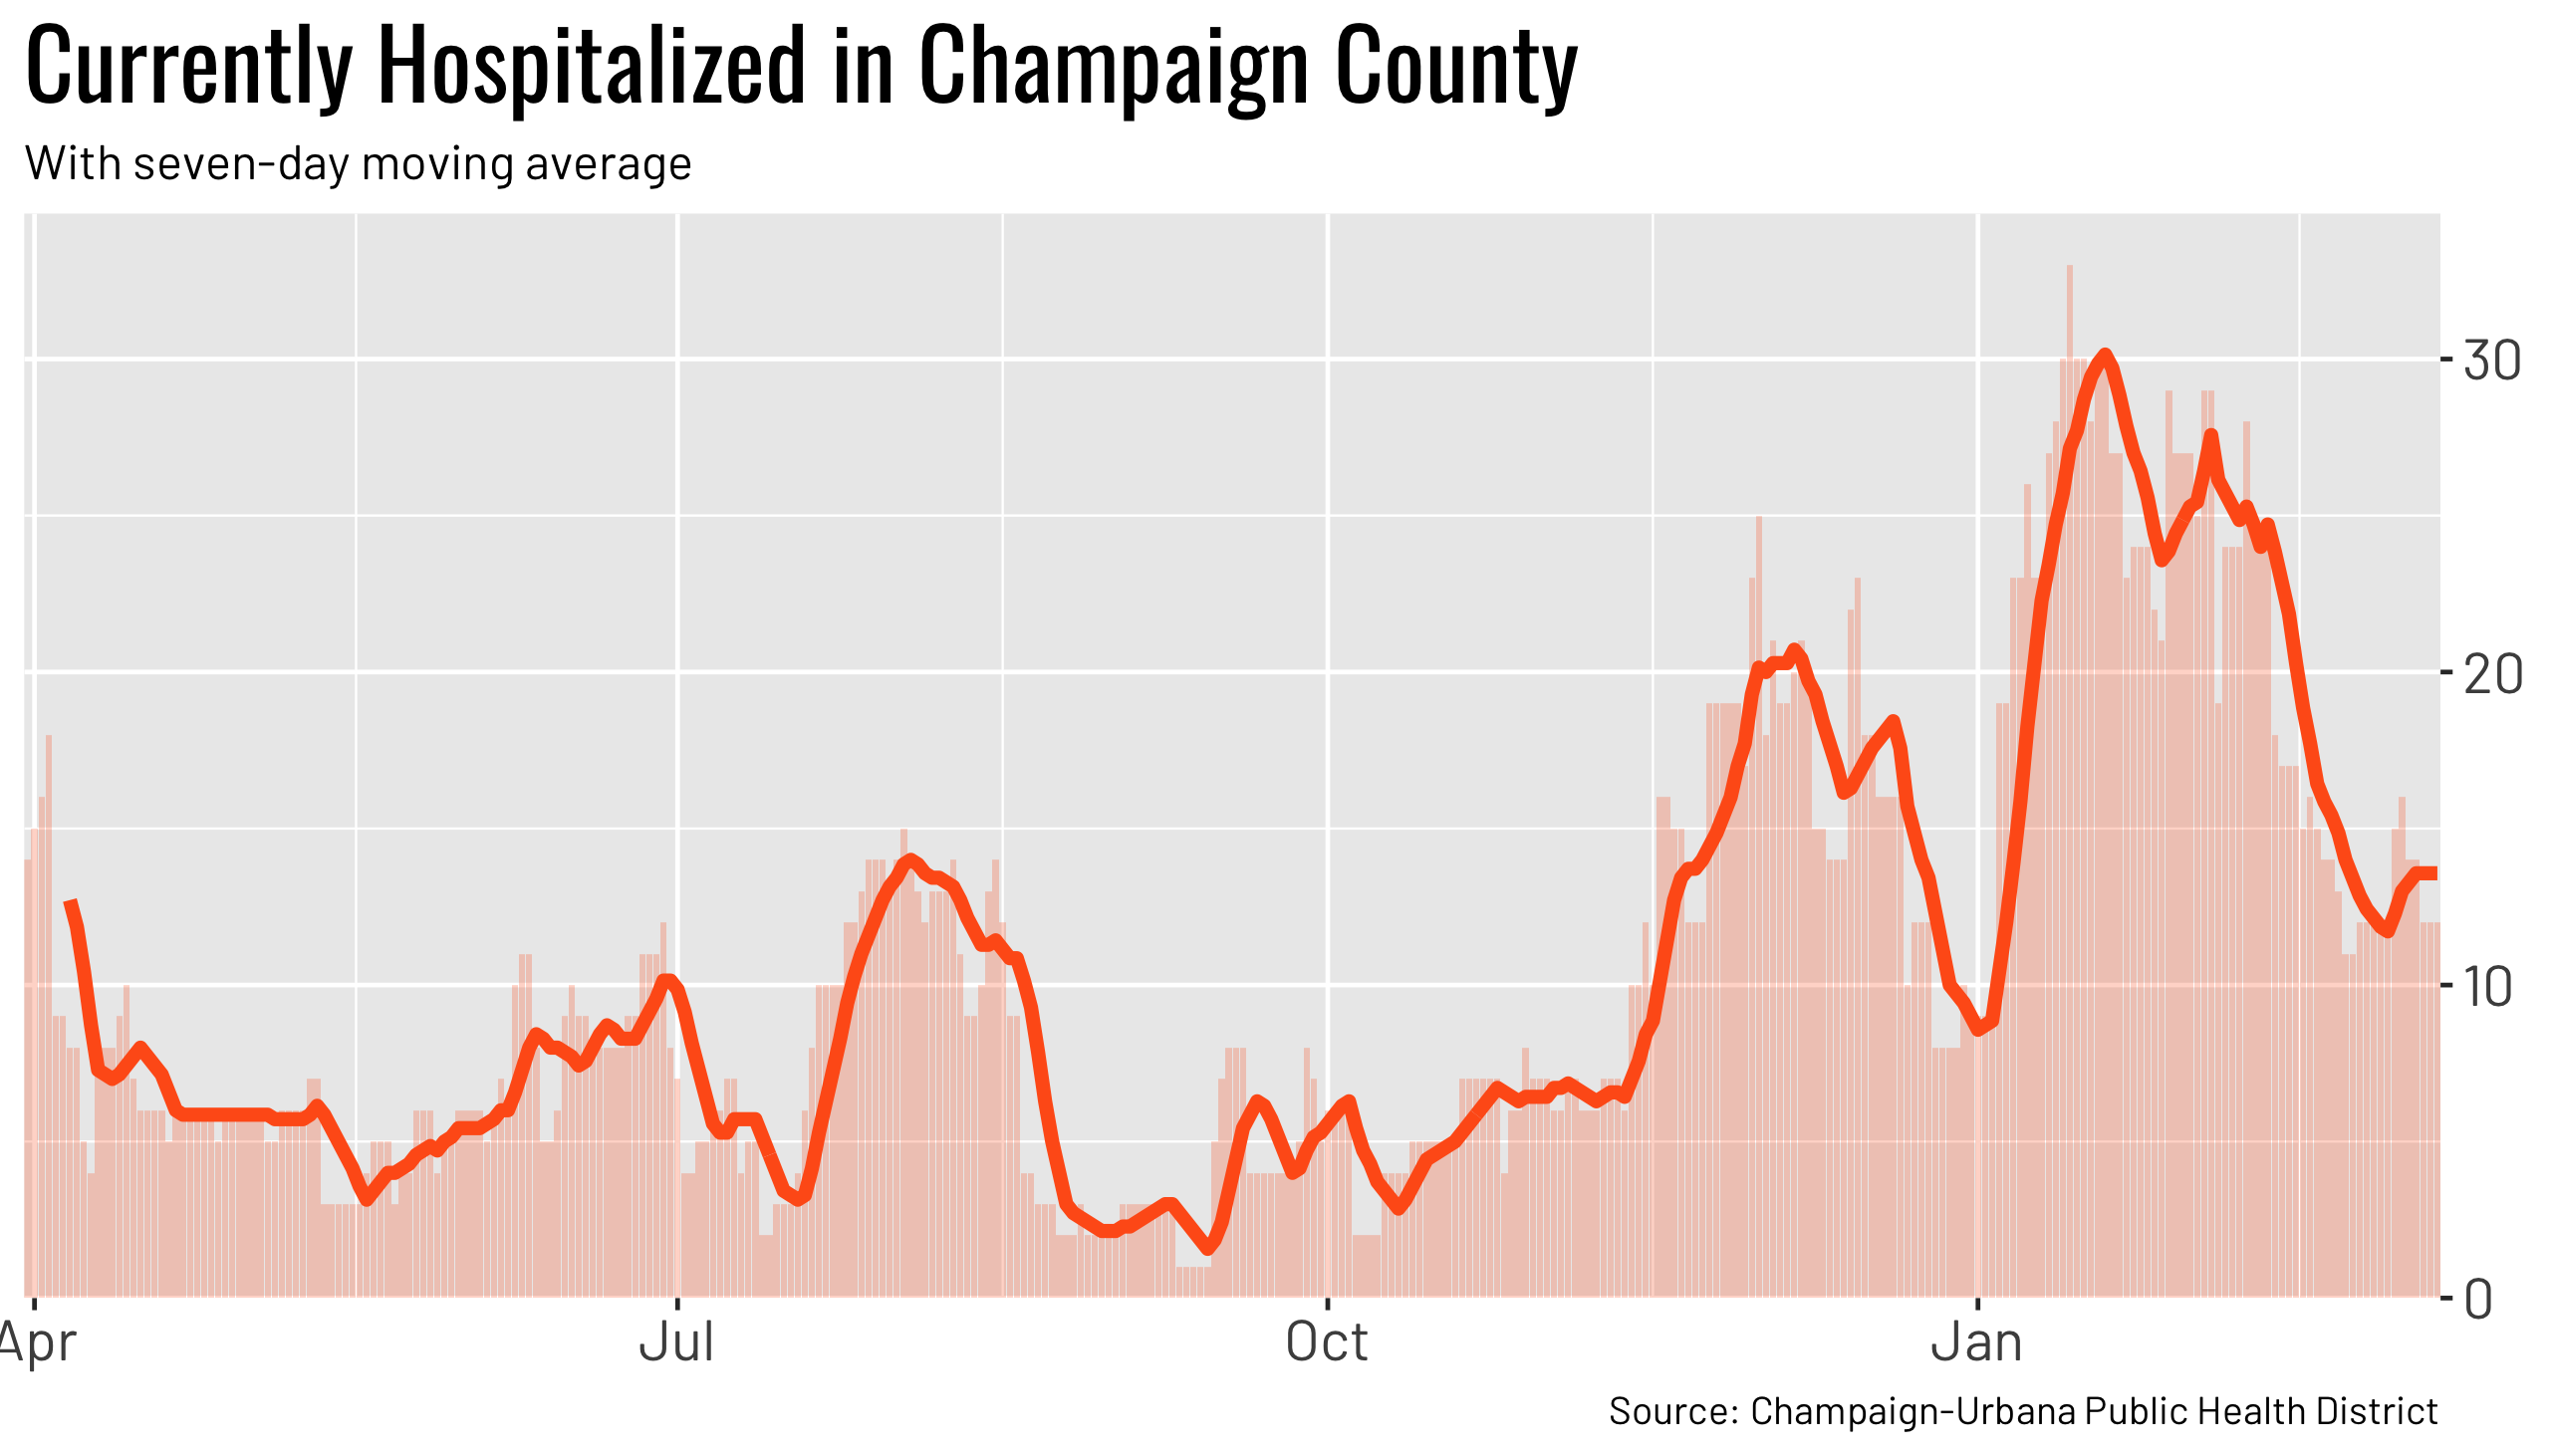 Currently Hospitalized in Champaign County
With seven-day moving average
30
20
10
0
Apr Jul Oct Jan
Source: Champaign-Urbana Public Health District